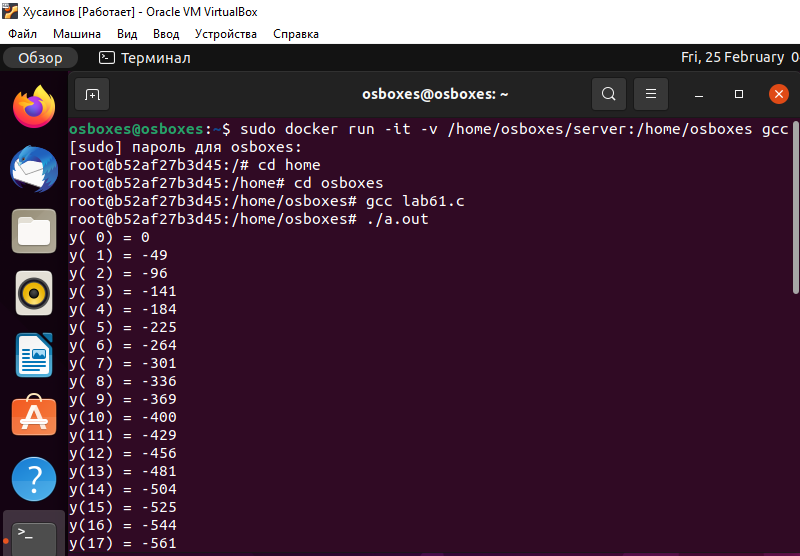 Хусаинов [Работает] - Oracle VM VirtualBox
Файл Машина Вид Ввод Устройства Справка
Обзор Терминал Fri, 25 February
osboxes@osboxes: ~
osboxes@osboxes:~$ sudo docker run -it -v /home/osboxes/server:/home/osboxes gcc
[sudo] пароль для osboxes:
root@b52af27b3d45:/# cd home
root@b52af27b3d45:/home# cd osboxes
root@b52af27b3d45:/home/osboxes# gcc lab61.c
root@b52af27b3d45:/home/osboxes# ./a.out
y( 0) = 0
y( 1) = -49
y( 2) = -96
y( 3) = -141
y( 4) = -184
y( 5) = -225
y( 6) = -264
y( 7) = -301
y( 8) = -336
y( 9) = -369
y(10) = -400
y(11) = -429
y(12) = -456
y(13) = -481
y(14) = -504
y(15) = -525
y(16) = -544
y(17) = -561